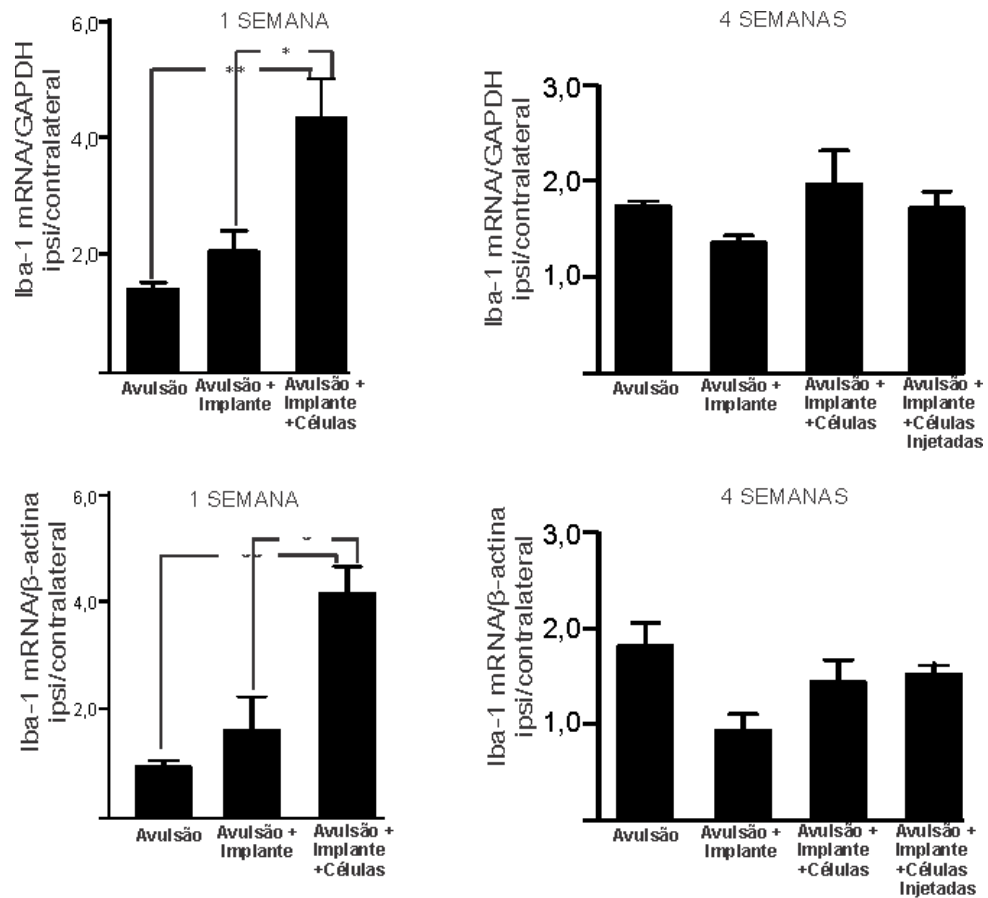 1 SEMANA
Iba-1 mRNA/GAPDH
ipsi/contralateral
6,0
4,0
2,0
*
**
Avulsão
Avulsão +
Implante
Avulsão +
Implante
+Células
4 SEMANAS
Iba-1 mRNA/GAPDH
ipsi/contralateral
3,0
2,0
1,0
Avulsão
Avulsão +
Implante
Avulsão +
Implante
+Células
Avulsão +
Implante
+Células
Injetadas
1 SEMANA
Iba-1 mRNA/β-actina
ipsi/contralateral
6,0
4,0
2,0
Avulsão
Avulsão +
Implante
Avulsão +
Implante
+Células
4 SEMANAS
Iba-1 mRNA/β-actina
ipsi/contralateral
3,0
2,0
1,0
Avulsão
Avulsão +
Implante
Avulsão +
Implante
+Células
Avulsão +
Implante
+Células
Injetadas